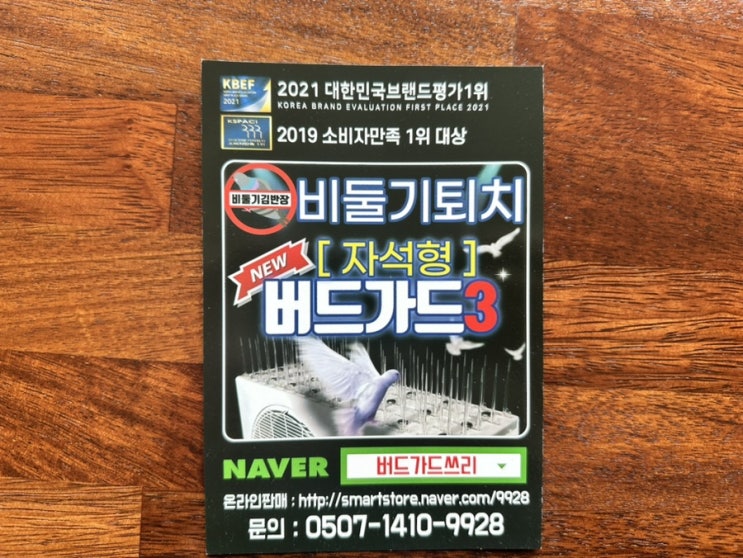 KBEF
2021
2021 대한민국브랜드평가1위
KOREA BRAND EVALUATION FIRST PLACE 2021
2019 소비자만족 1위 대상
비둘기김반장
비둘기퇴치
[ 자석형 ]
NEW
버드가드3
NAVER
버드가드쓰리
온라인판매 : http://smartstore.naver.com/9928
문의 : 0507-1410-9928